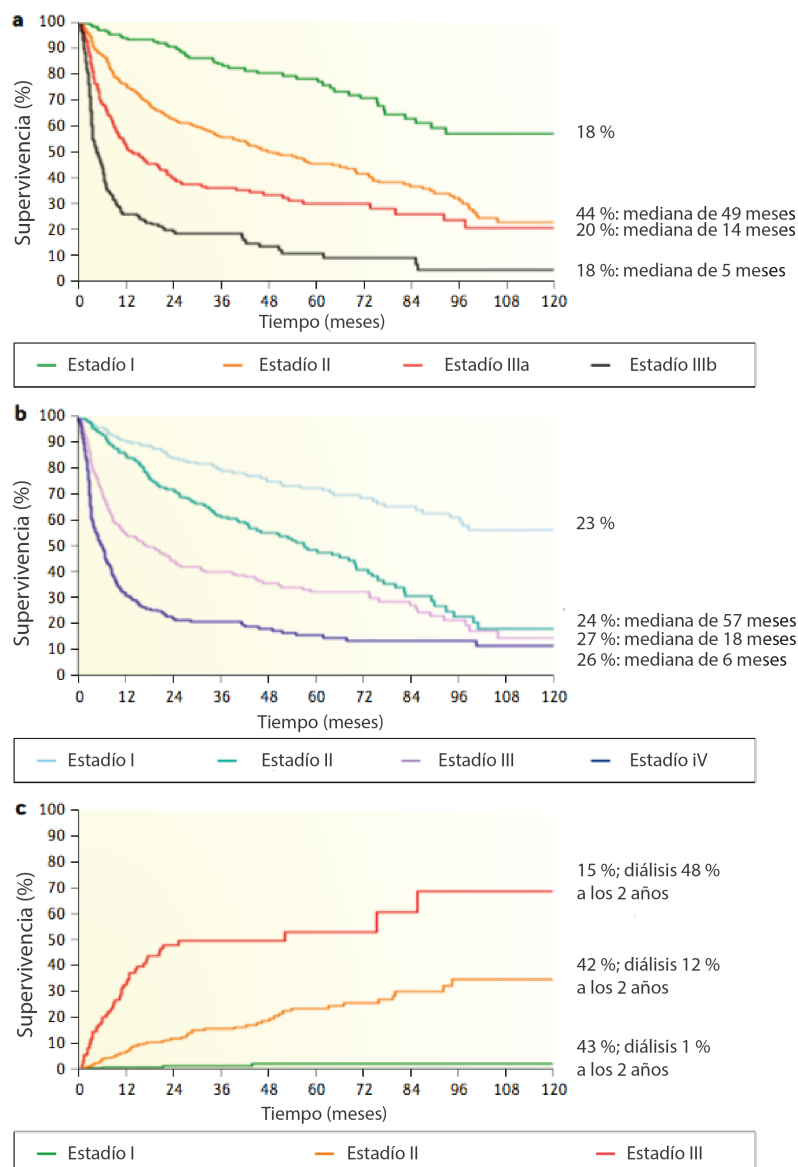 a
100
90
80
70
60
50
40
30
20
10
0
Supervivencia (%)
0 12 24 36 48 60 72 84 96 108 120
Tiempo (meses)
18 %
44 %: mediana de 49 meses
20 %: mediana de 14 meses
18 %: mediana de 5 meses
Estadío I Estadío II Estadío IIIa Estadío IIIb
b
100
90
80
70
60
50
40
30
20
10
0
Supervivencia (%)
0 12 24 36 48 60 72 84 96 108 120
Tiempo (meses)
23 %
24 %: mediana de 57 meses
27 %: mediana de 18 meses
26 %: mediana de 6 meses
Estadío I Estadío II Estadío III Estadío iV
c
100
90
80
70
60
50
40
30
20
10
0
Supervivencia (%)
0 12 24 36 48 60 72 84 96 108 120
Tiempo (meses)
15 %; diálisis 48 %
a los 2 años
42 %; diálisis 12 %
a los 2 años
43 %; diálisis 1 %
a los 2 años
Estadío I Estadío II Estadío III